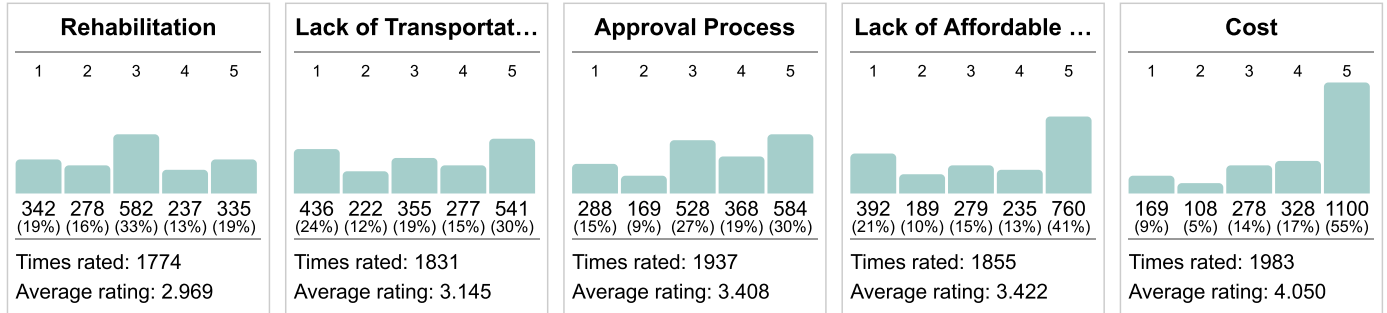 Rehabilitation
1 2 3 4 5
342 278 582 237 335
(19%) (16%) (33%) (13%) (19%)
Times rated: 1774
Average rating: 2.969
Lack of Transportat…
1 2 3 4 5
436 222 355 277 541
(24%) (12%) (19%) (15%) (30%)
Times rated: 1831
Average rating: 3.145
Approval Process
1 2 3 4 5
288 169 528 368 584
(15%) (9%) (27%) (19%) (30%)
Times rated: 1937
Average rating: 3.408
Lack of Affordable …
1 2 3 4 5
392 189 279 235 760
(21%) (10%) (15%) (13%) (41%)
Times rated: 1855
Average rating: 3.422
Cost
1 2 3 4 5
169 108 278 328 1100
(9%) (5%) (14%) (17%) (55%)
Times rated: 1983
Average rating: 4.050